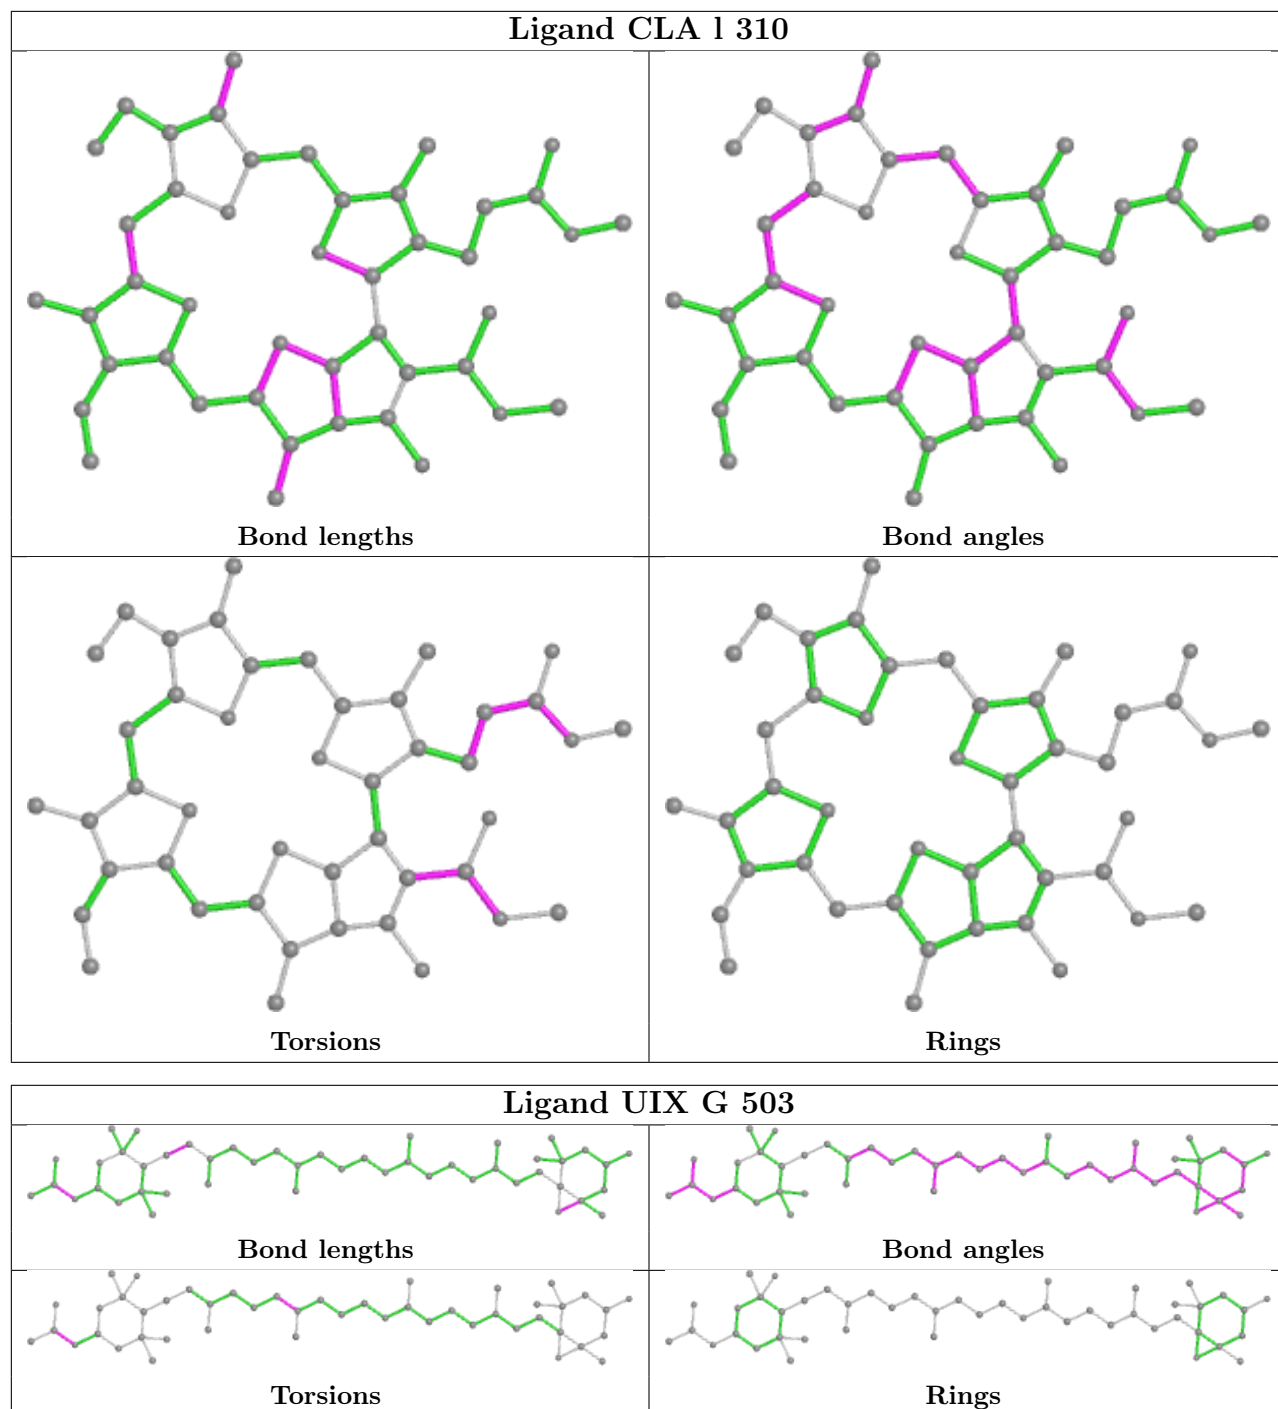 Ligand CLA l 310
Bond lengths
Bond angles
Torsions
Rings
Ligand UIX G 503
Bond lengths
Bond angles
Torsions
Rings